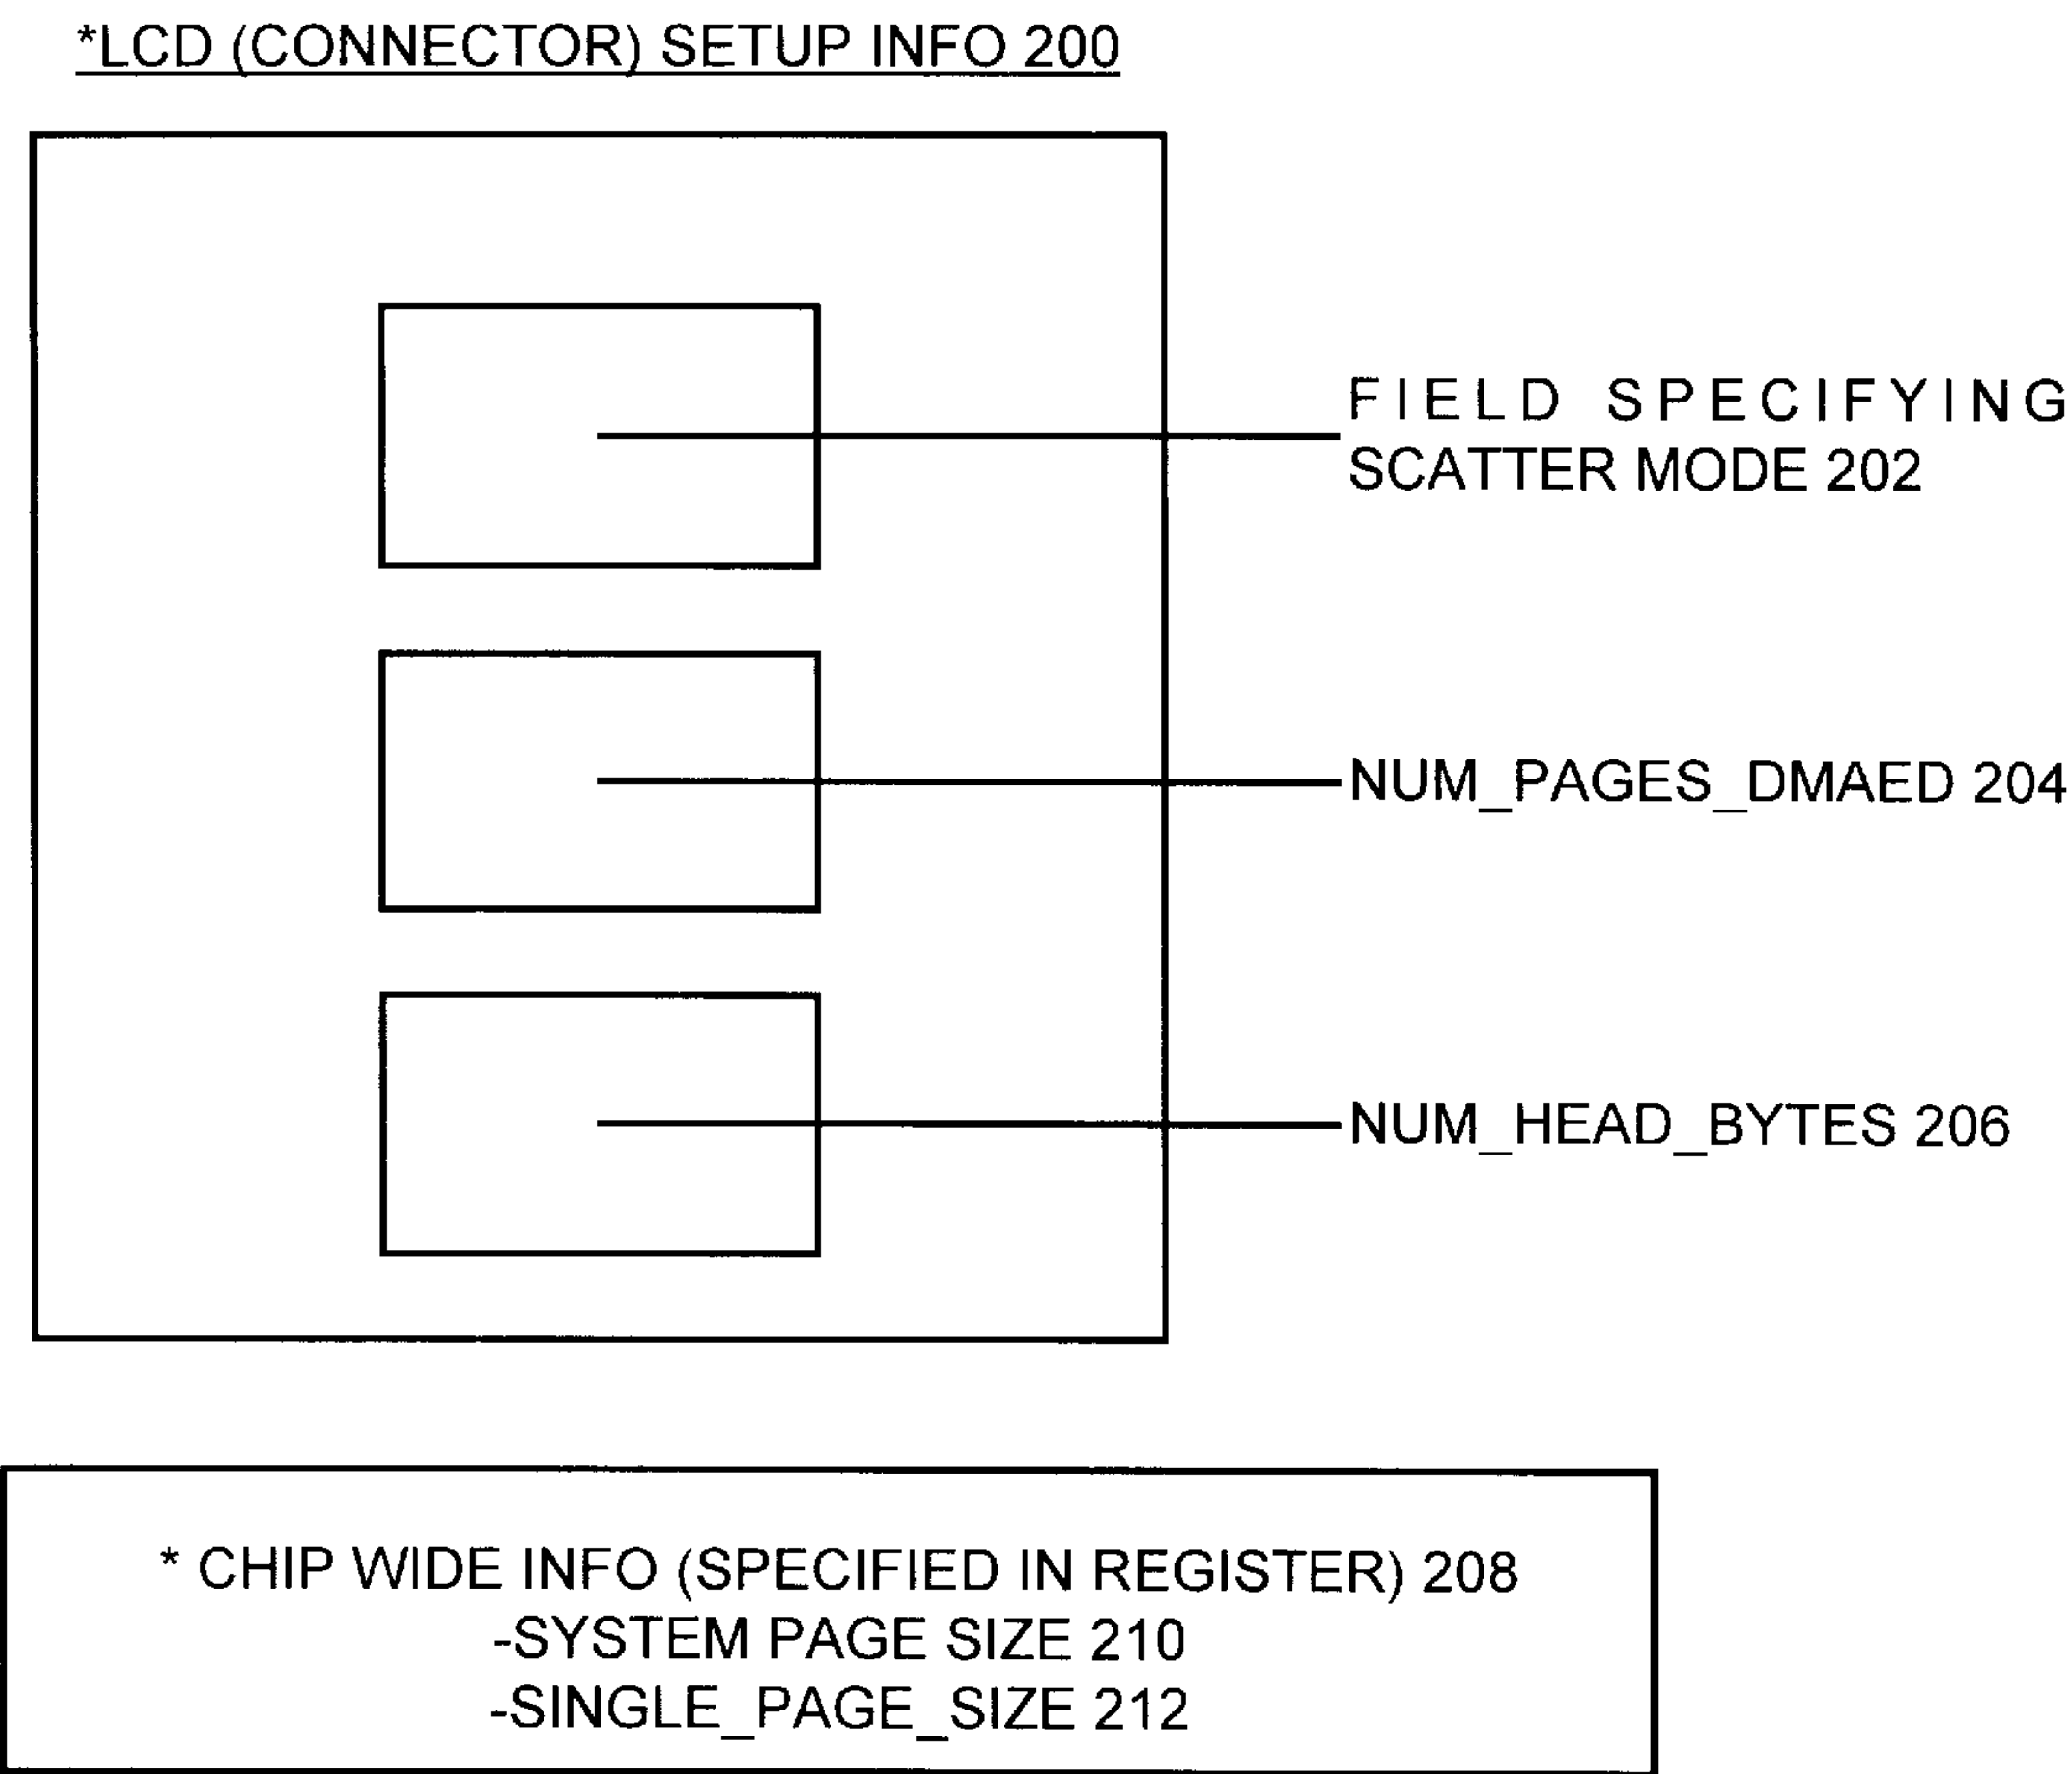 *LCD (CONNECTOR) SETUP INFO 200
FIELD SPECIFYING
SCATTER MODE 202
NUM_PAGES_DMAED 204
NUM_HEAD_BYTES 206
* CHIP WIDE INFO (SPECIFIED IN REGISTER) 208
-SYSTEM PAGE SIZE 210
-SINGLE_PAGE_SIZE 212